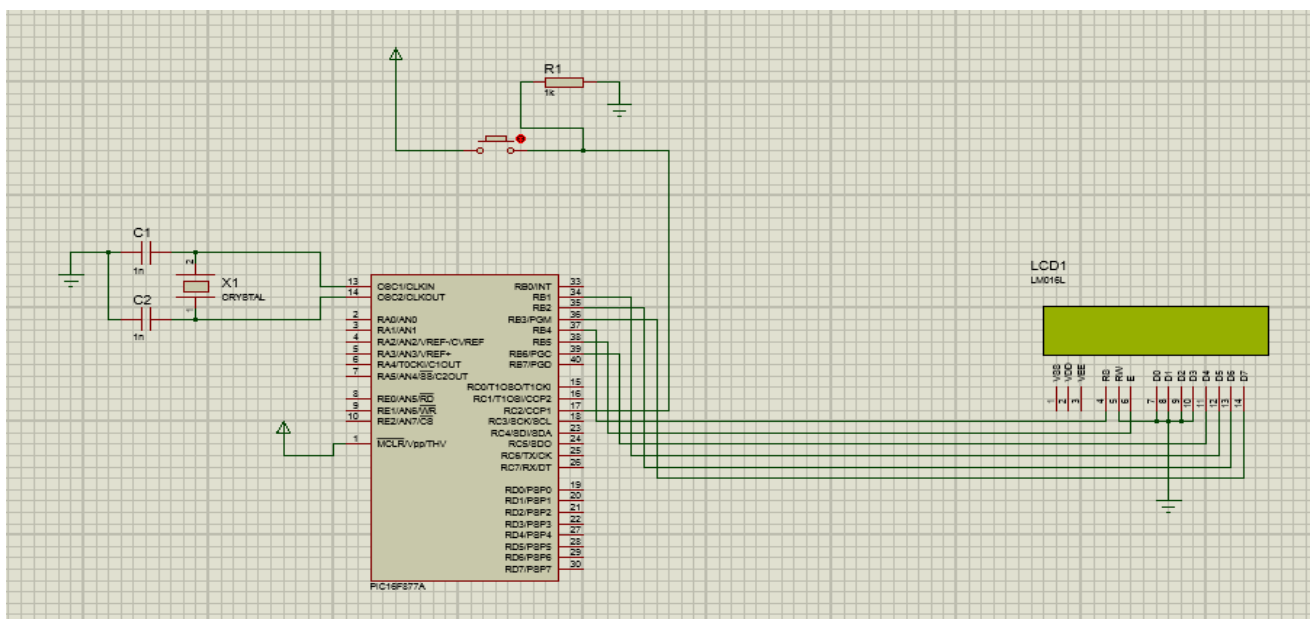 R1
1k
C1
1n
2
X1
CRYSTAL
1
C2
1n
LCD1
LM016L
VSS
VDD
VEE
RS
RW
E
D0
D1
D2
D3
D4
D5
D6
D7
1
2
3
4
5
6
7
8
9
10
11
12
13
14
13 OSC1/CLKIN
14 OSC2/CLKOUT
2 RA0/AN0
3 RA1/AN1
4 RA2/AN2/VREF-/CVREF
5 RA3/AN3/VREF+
6 RA4/T0CKI/C1OUT
7 RA5/AN4/SS/C2OUT
8 RE0/AN5/RD
9 RE1/AN6/WR
10 RE2/AN7/CS
1 MCLR/Vpp/THV
RB0/INT 33
RB1 34
RB2 35
RB3/PGM 36
RB4 37
RB5 38
RB6/PGC 39
RB7/PGD 40
RC0/T1OSO/T1CKI 15
RC1/T1OSI/CCP2 16
RC2/CCP1 17
RC3/SCK/SCL 18
RC4/SDI/SDA 23
RC5/SDO 24
RC6/TX/CK 25
RC7/RX/DT 26
RD0/PSP0 19
RD1/PSP1 20
RD2/PSP2 21
RD3/PSP3 22
RD4/PSP4 27
RD5/PSP5 28
RD6/PSP6 29
RD7/PSP7 30
PIC16F877A